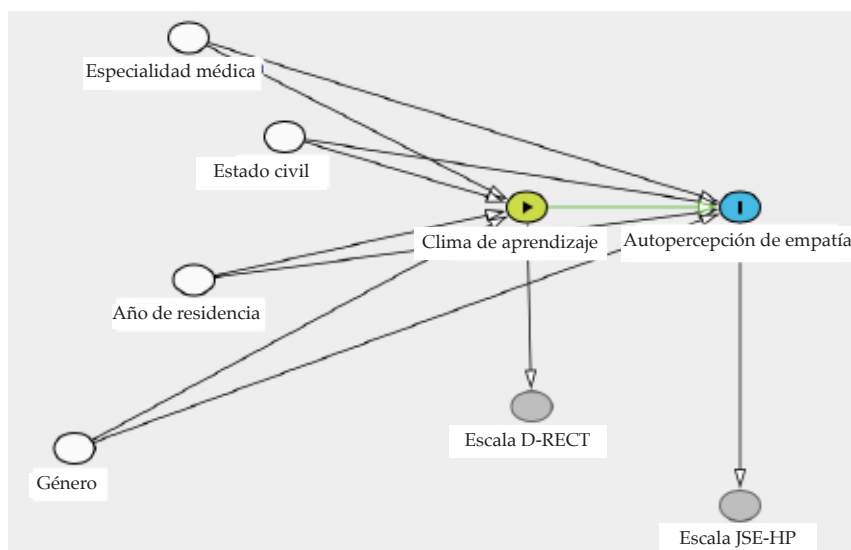 Especialidad médica
Estado civil
Clima de aprendizaje
Autopercepción de empatía
Año de residencia
Escala D-RECT
Género
Escala JSE-HP